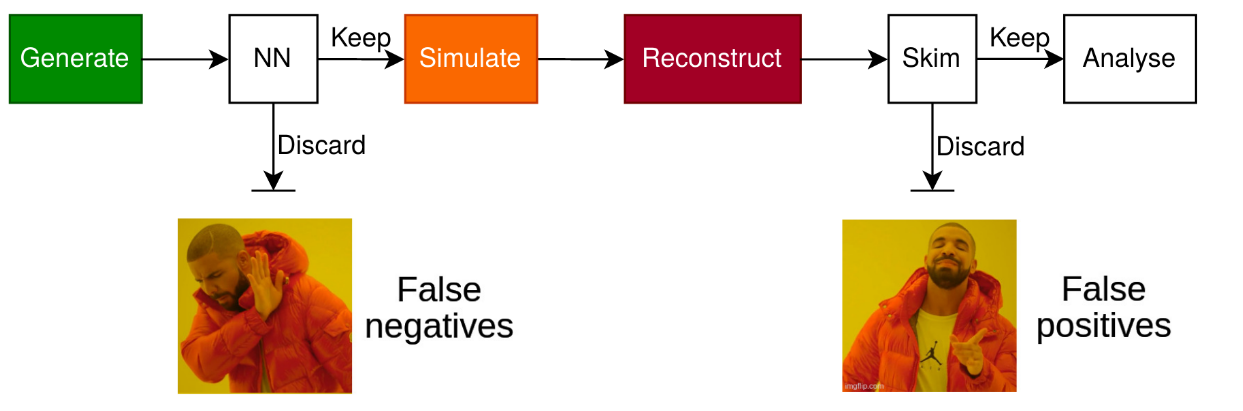 Generate
NN
Keep
Simulate
Reconstruct
Skim
Keep
Analyse
Discard
Discard
False
negatives
False
positives
imgflip.com